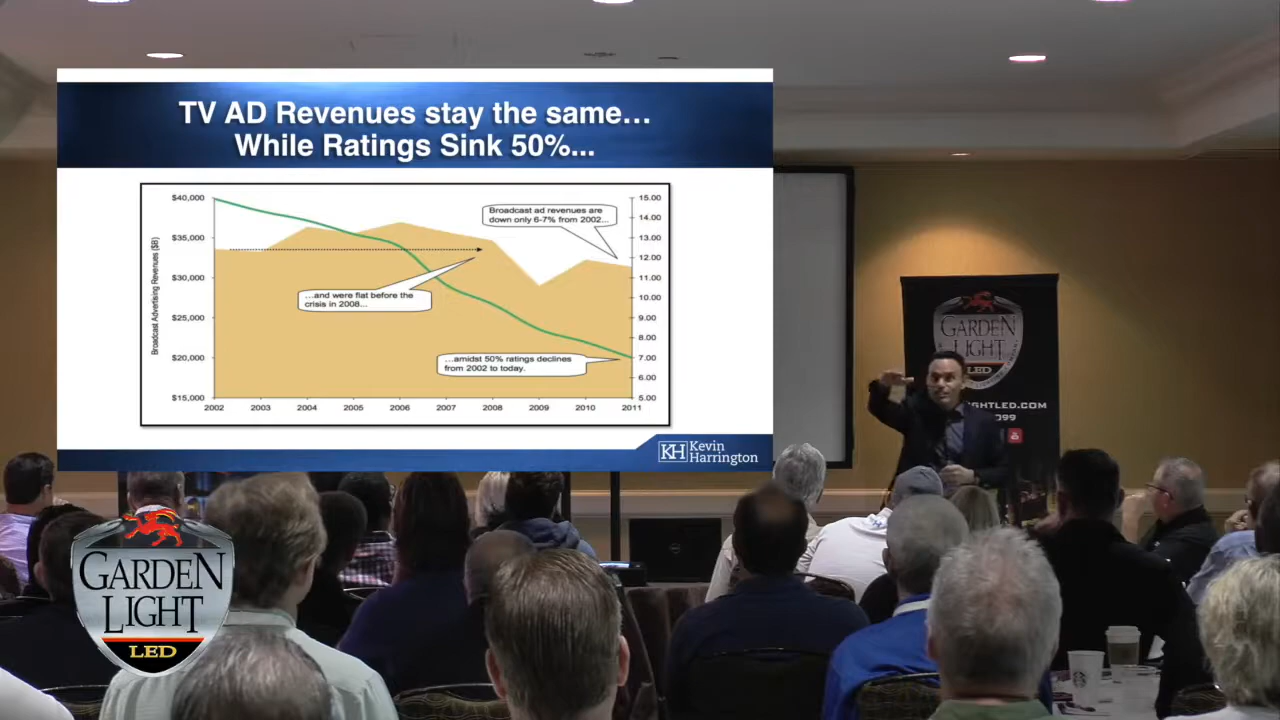 TV AD Revenues stay the same…
While Ratings Sink 50%...
$40,000
$35,000
$30,000
$25,000
$20,000
$15,000
Broadcast Advertising Revenues ($B)
15.00
14.00
13.00
12.00
11.00
10.00
9.00
8.00
7.00
6.00
5.00
2002 2003 2004 2005 2006 2007 2008 2009 2010 2011
Broadcast ad revenues are
down only 6-7% from 2002...
…and were flat before the
crisis in 2008...
…amidst 50% ratings declines
from 2002 to today.
KH Kevin
Harrington
GARDEN
LIGHT
LED
GHTLED.COM
099
GARDEN
LIGHT
LED